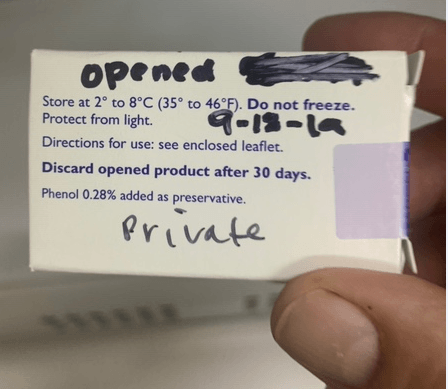 opened
Store at 2° to 8°C (35° to 46°F). Do not freeze.
Protect from light.
9-18-19
Directions for use: see enclosed leaflet.
Discard opened product after 30 days.
Phenol 0.28% added as preservative.
Private